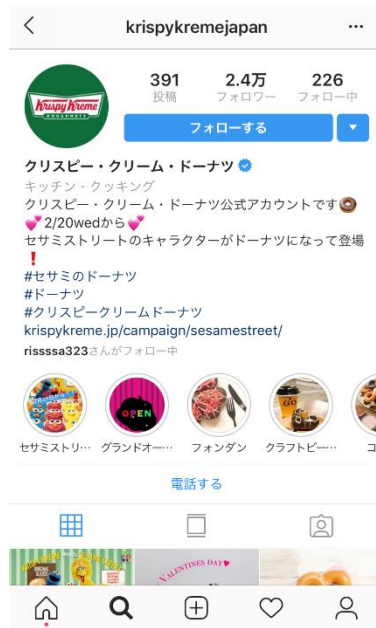 krispykremejapan
Krispy Kreme
DOUGHNUTS
391 2.4万 226
投稿 フォロワー フォロー中
フォローする
クリスピー・クリーム・ドーナツ
キッチン・クッキング
クリスピー・クリーム・ドーナツ公式アカウントです🍩
💕2/20wedから💕
セサミストリートのキャラクターがドーナツになって登場
❗
#セサミのドーナツ
#ドーナツ
#クリスピークリームドーナツ
krispykreme.jp/campaign/sesamestreet/
rissssa323さんがフォロー中
OPEN
セサミストリ… グランドオー… フォンダン クラフトビー… コ
電話する
VALENTINES DAY♥